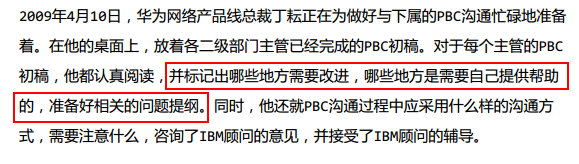 2009年4月10日，华为网络产品线总裁丁耘正在为做好与下属的PBC沟通忙碌地准备
着。在他的桌面上，放着各二级部门主管已经完成的PBC初稿。对于每个主管的PBC
初稿，他都认真阅读，并标记出哪些地方需要改进，哪些地方是需要自己提供帮助
的，准备好相关的问题提纲。同时，他还就PBC沟通过程中应采用什么样的沟通方
式，需要注意什么，咨询了IBM顾问的意见，并接受了IBM顾问的辅导。